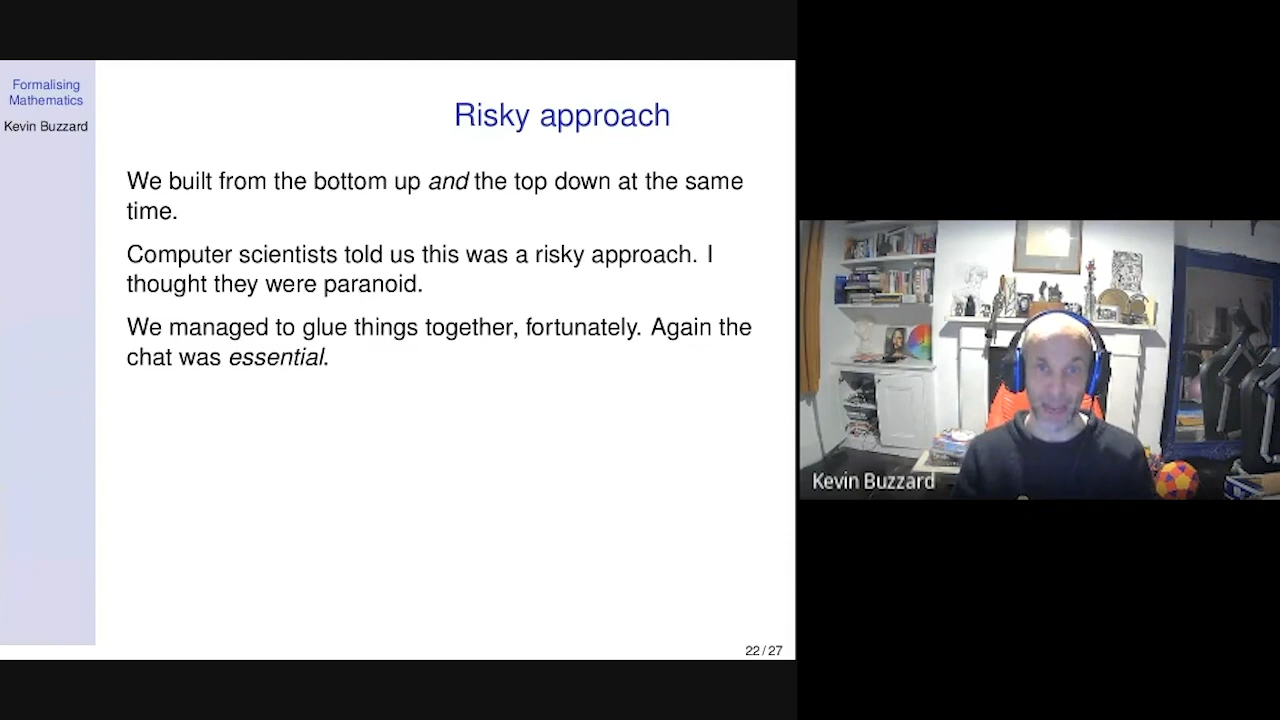 Formalising
Mathematics
Kevin Buzzard
Risky approach
We built from the bottom up and the top down at the same
time.
Computer scientists told us this was a risky approach. I
thought they were paranoid.
We managed to glue things together, fortunately. Again the
chat was essential.
22 / 27
Kevin Buzzard